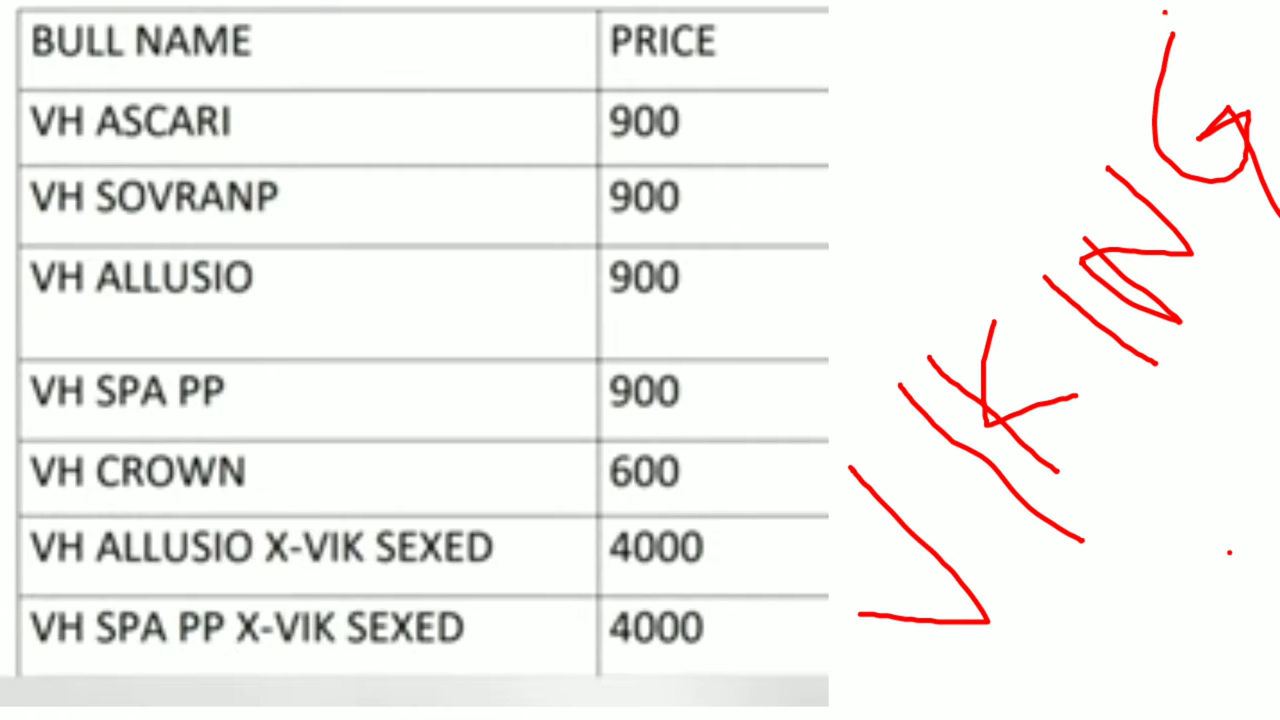 BULL NAME PRICE
VH ASCARI 900
VH SOVRANP 900
VH ALLUSIO 900
VH SPA PP 900
VH CROWN 600
VH ALLUSIO X-VIK SEXED 4000
VH SPA PP X-VIK SEXED 4000
VIKING